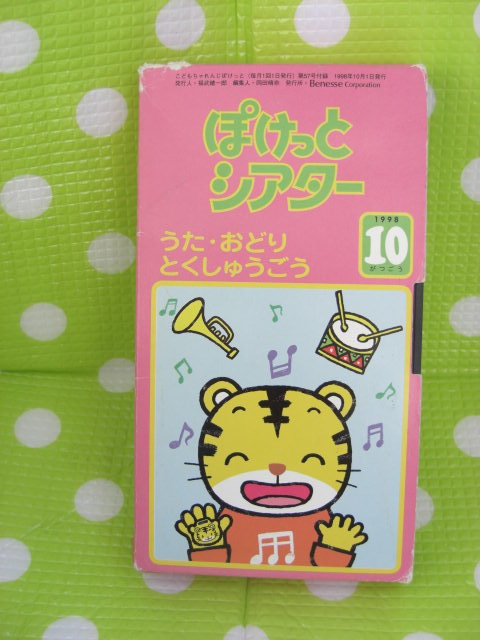 こどもちゃれんじぽけっと（毎月1回1日発行）第57号付録 1998年10月1日発行
発行人・福武總一郎 編集人・岡田晴奈 発行所・Benesse Corporation
ぽけっと
シアター
うた・おどり
とくしゅうごう
1998
10
がつごう